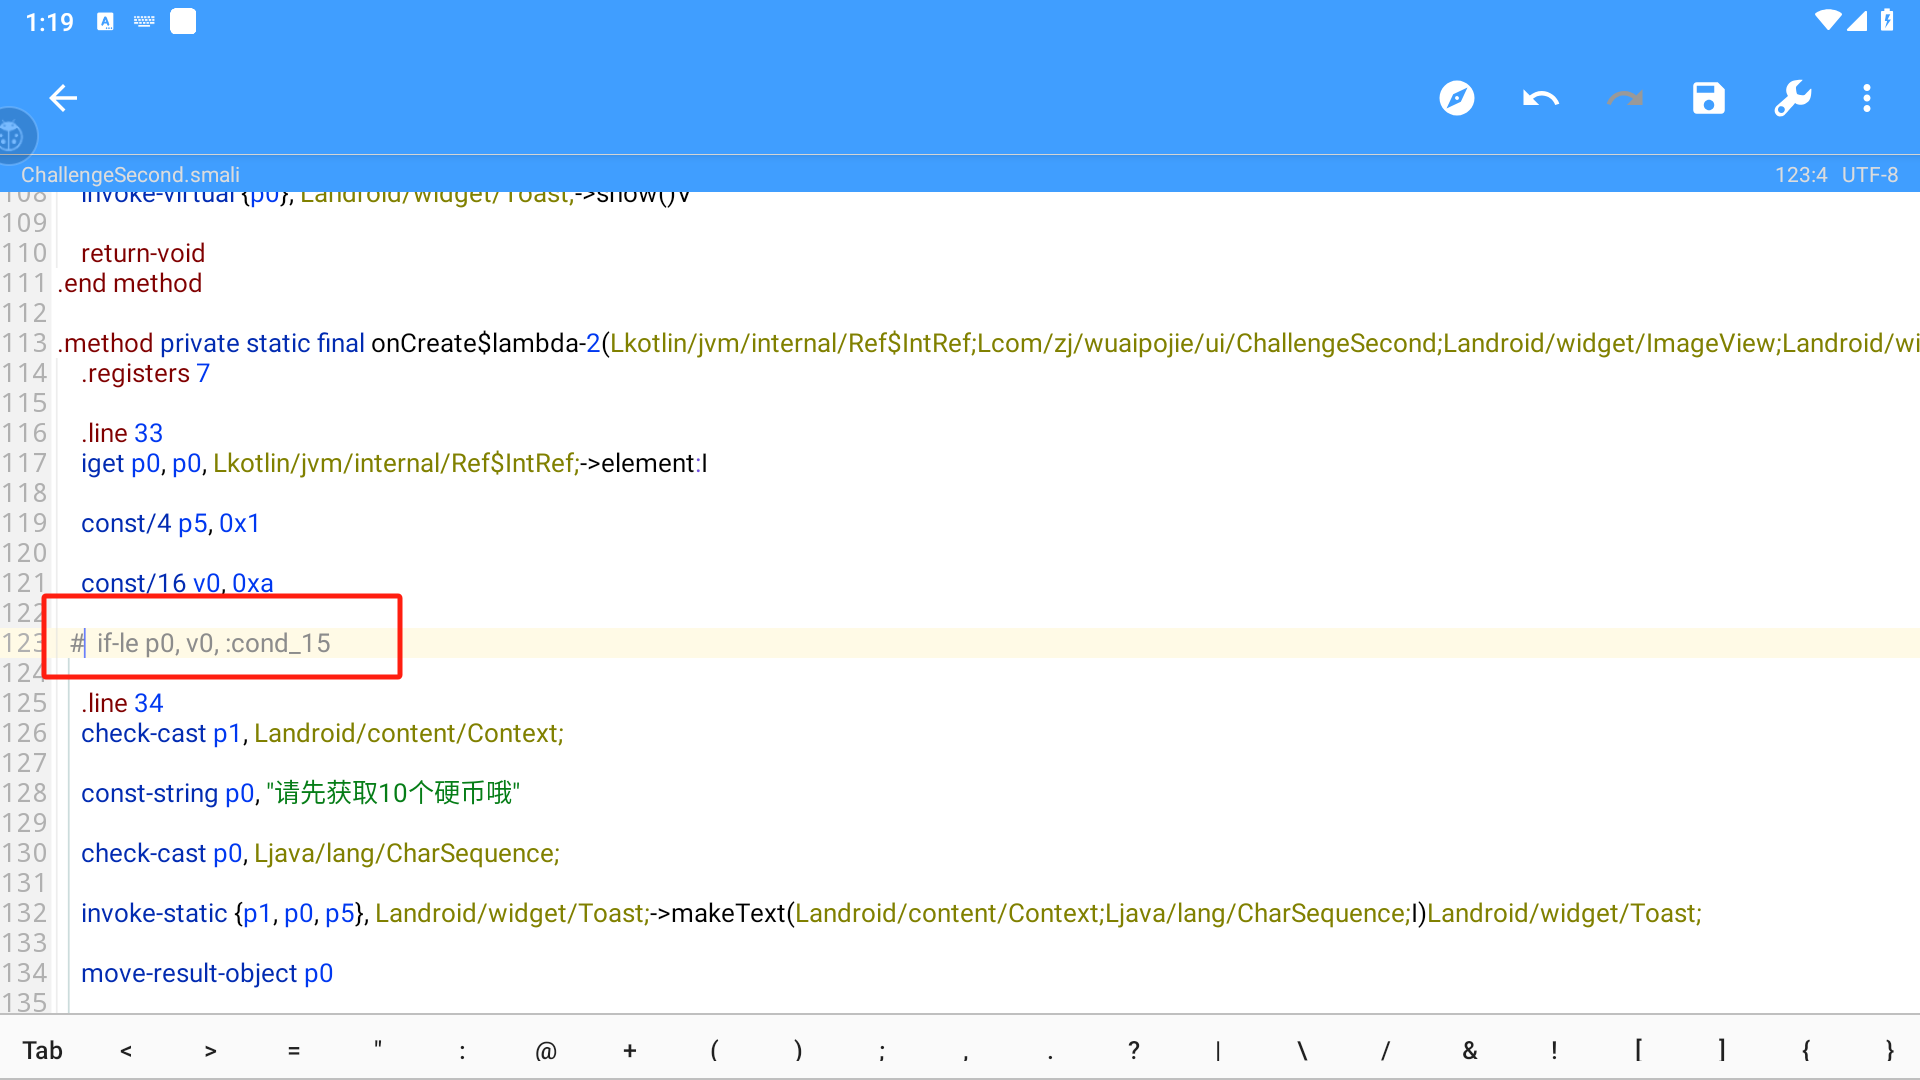 1:19
A
ChallengeSecond.smali
123:4 UTF-8
108 invoke-virtual {p0}, Landroid/widget/Toast;->show()V
109
110 return-void
111 .end method
112
113 .method private static final onCreate$lambda-2(Lkotlin/jvm/internal/Ref$IntRef;Lcom/zj/wuaipojie/ui/ChallengeSecond;Landroid/widget/ImageView;Landroid/wi
114 .registers 7
115
116 .line 33
117 iget p0, p0, Lkotlin/jvm/internal/Ref$IntRef;->element:I
118
119 const/4 p5, 0x1
120
121 const/16 v0, 0xa
122
123 # if-le p0, v0, :cond_15
124
125 .line 34
126 check-cast p1, Landroid/content/Context;
127
128 const-string p0, "请先获取10个硬币哦"
129
130 check-cast p0, Ljava/lang/CharSequence;
131
132 invoke-static {p1, p0, p5}, Landroid/widget/Toast;->makeText(Landroid/content/Context;Ljava/lang/CharSequence;I)Landroid/widget/Toast;
133
134 move-result-object p0
135
Tab < > = " : @ + ( ) ; , . ? | \ / & ! [ ] { }